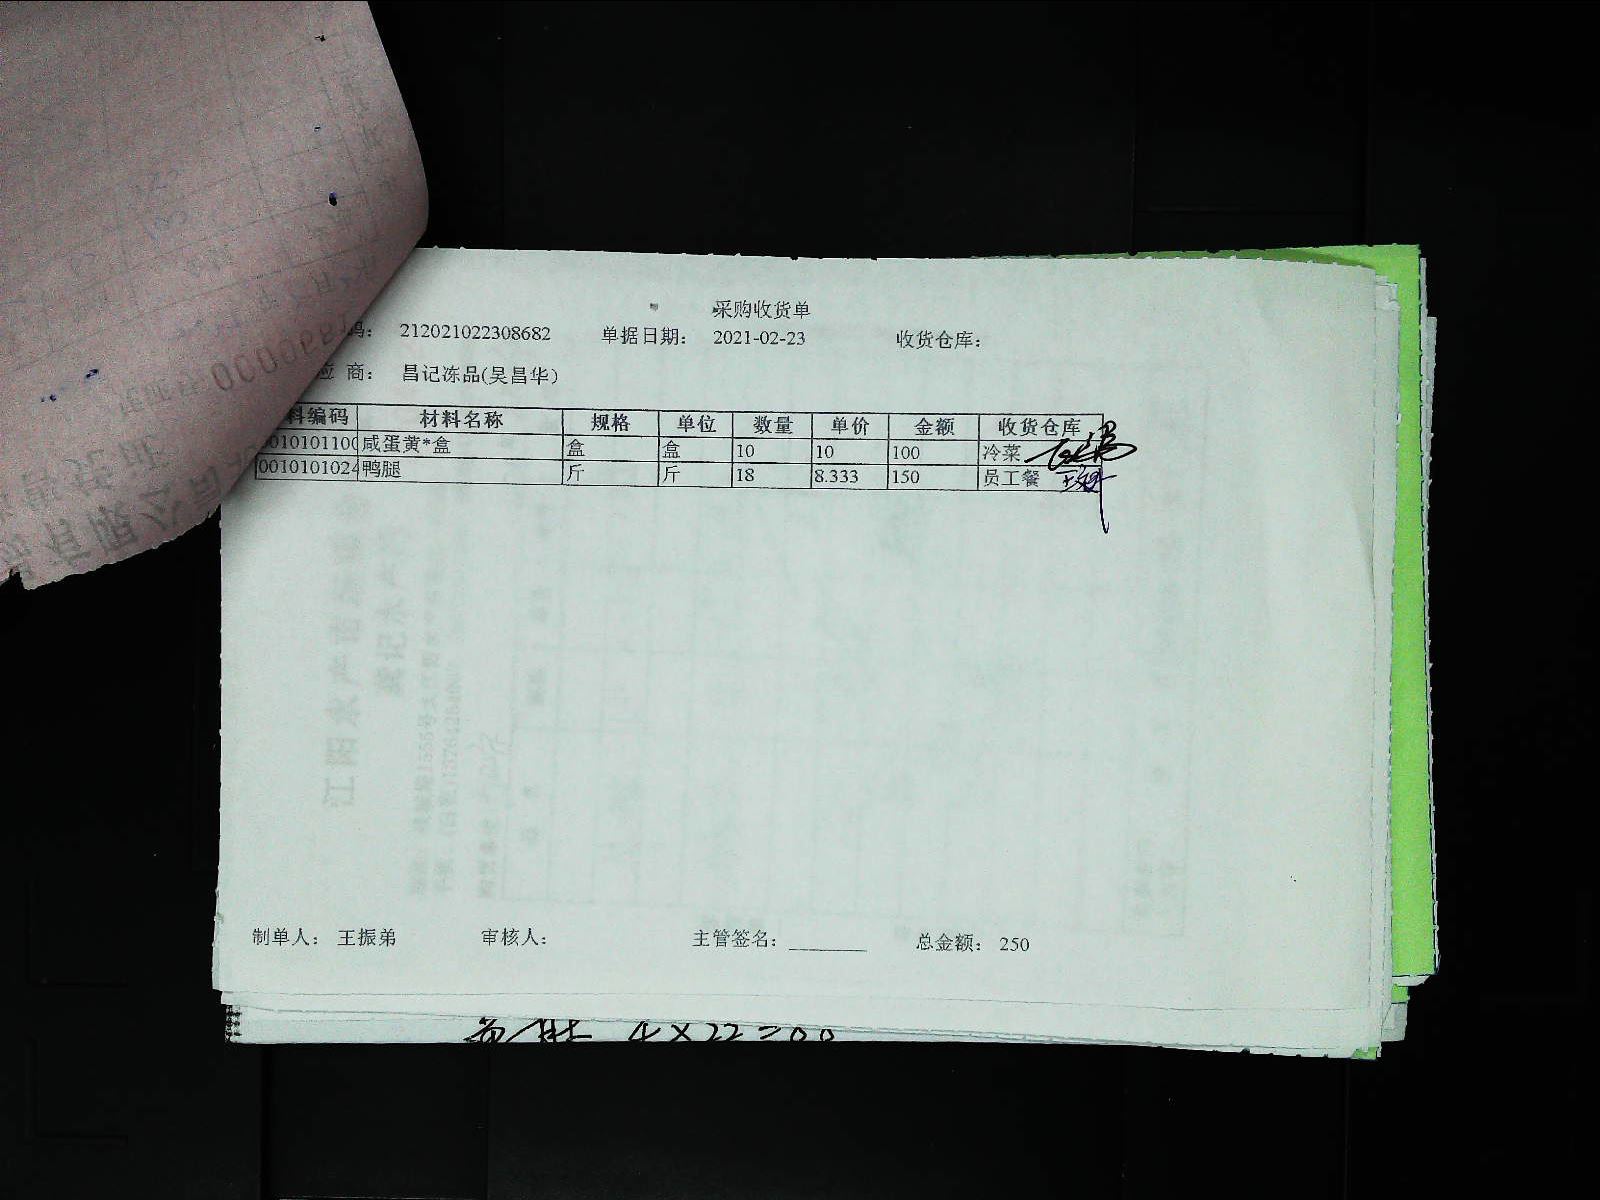 采购收货单
码： 212021022308682 单据日期： 2021-02-23 收货仓库：
应 商： 昌记冻品(吴昌华)
料编码 材料名称 规格 单位 数量 单价 金额 收货仓库
0010101100 咸蛋黄*盒 盒 盒 10 10 100 冷菜
0010101024 鸭腿 斤 斤 18 8.333 150 员工餐
制单人： 王振弟 审核人： 主管签名： 总金额： 250